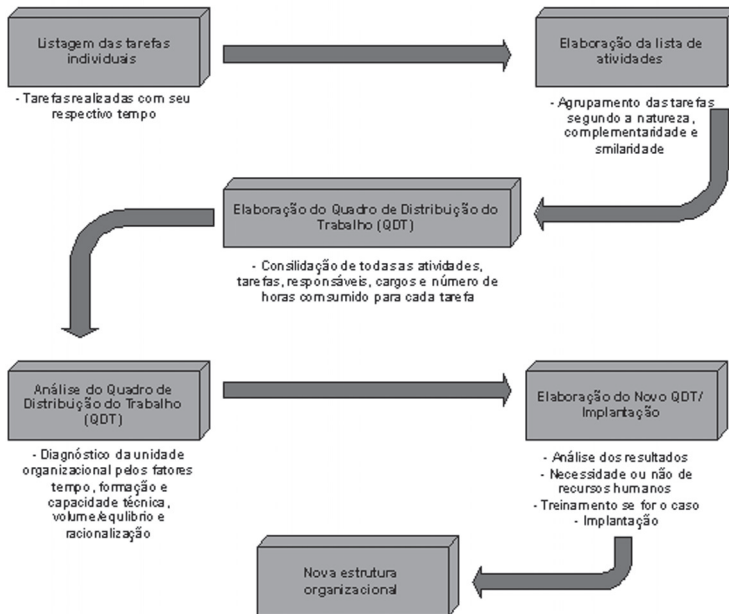 Listagem das tarefas
individuais
- Tarefas realizadas com seu
respectivo tempo
Elaboração da lista de
atividades
- Agrupamento das tarefas
segundo a natureza,
complementaridade e
smilaridade
Elaboração do Quadro de Distribuição do
Trabalho (QDT)
- Consilidação de todas as atividades,
tarefas, responsáveis, cargos e número de
horas comsumido para cada tarefa
Análise do Quadro de
Distribuição do Trabalho
(QDT)
- Diagnóstico da unidade
organizacional pelos fatores
tempo, formação e
capacidade técnica,
volume/equlibrio e
racionalização
Elaboração do Novo QDT/
Implantação
- Análise dos resultados
- Necessidade ou não de
recursos humanos
- Treinamento se for o caso
- Implantação
Nova estrutura
organizacional